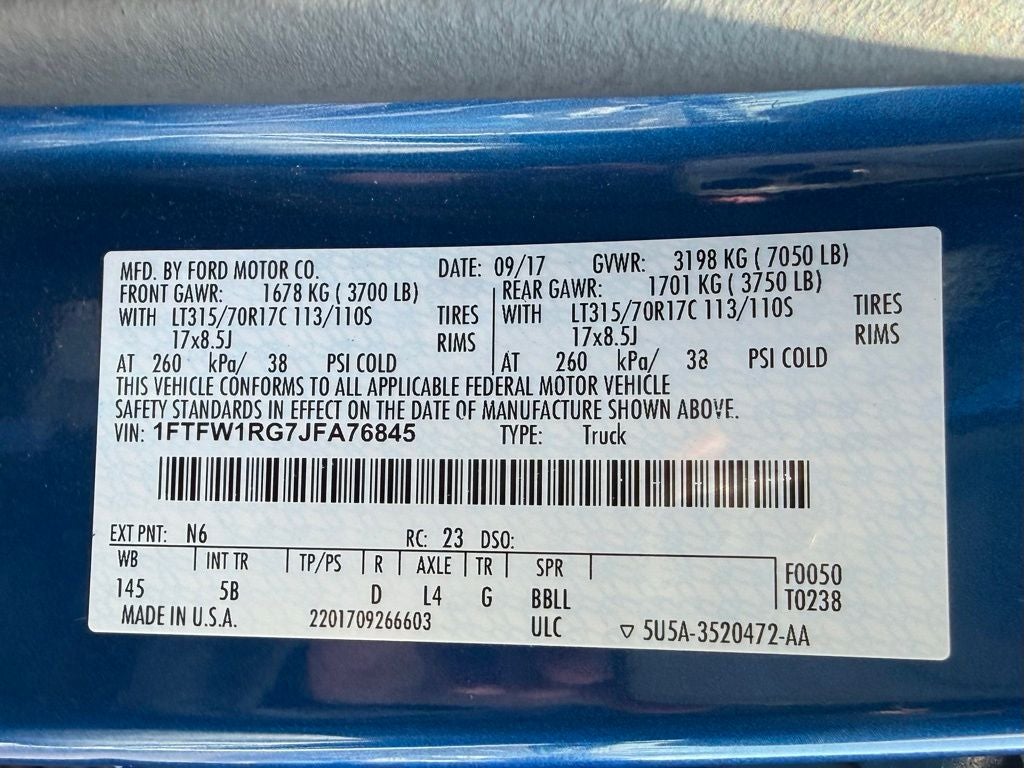 MFD. BY FORD MOTOR CO. DATE: 09/17 GVWR: 3198 KG ( 7050 LB)
FRONT GAWR: 1678 KG ( 3700 LB) REAR GAWR: 1701 KG ( 3750 LB)
WITH LT315/70R17C 113/110S TIRES WITH LT315/70R17C 113/110S TIRES
17x8.5J RIMS 17x8.5J RIMS
AT 260 kPa/ 38 PSI COLD AT 260 kPa/ 38 PSI COLD
THIS VEHICLE CONFORMS TO ALL APPLICABLE FEDERAL MOTOR VEHICLE
SAFETY STANDARDS IN EFFECT ON THE DATE OF MANUFACTURE SHOWN ABOVE.
VIN: 1FTFW1RG7JFA76845 TYPE: Truck
EXT PNT: N6 RC: 23 DSO:
WB INT TR TP/PS R AXLE TR SPR
145 5B D L4 G BBLL
F0050
T0238
MADE IN U.S.A. 2201709266603 ULC ▽ 5U5A-3520472-AA